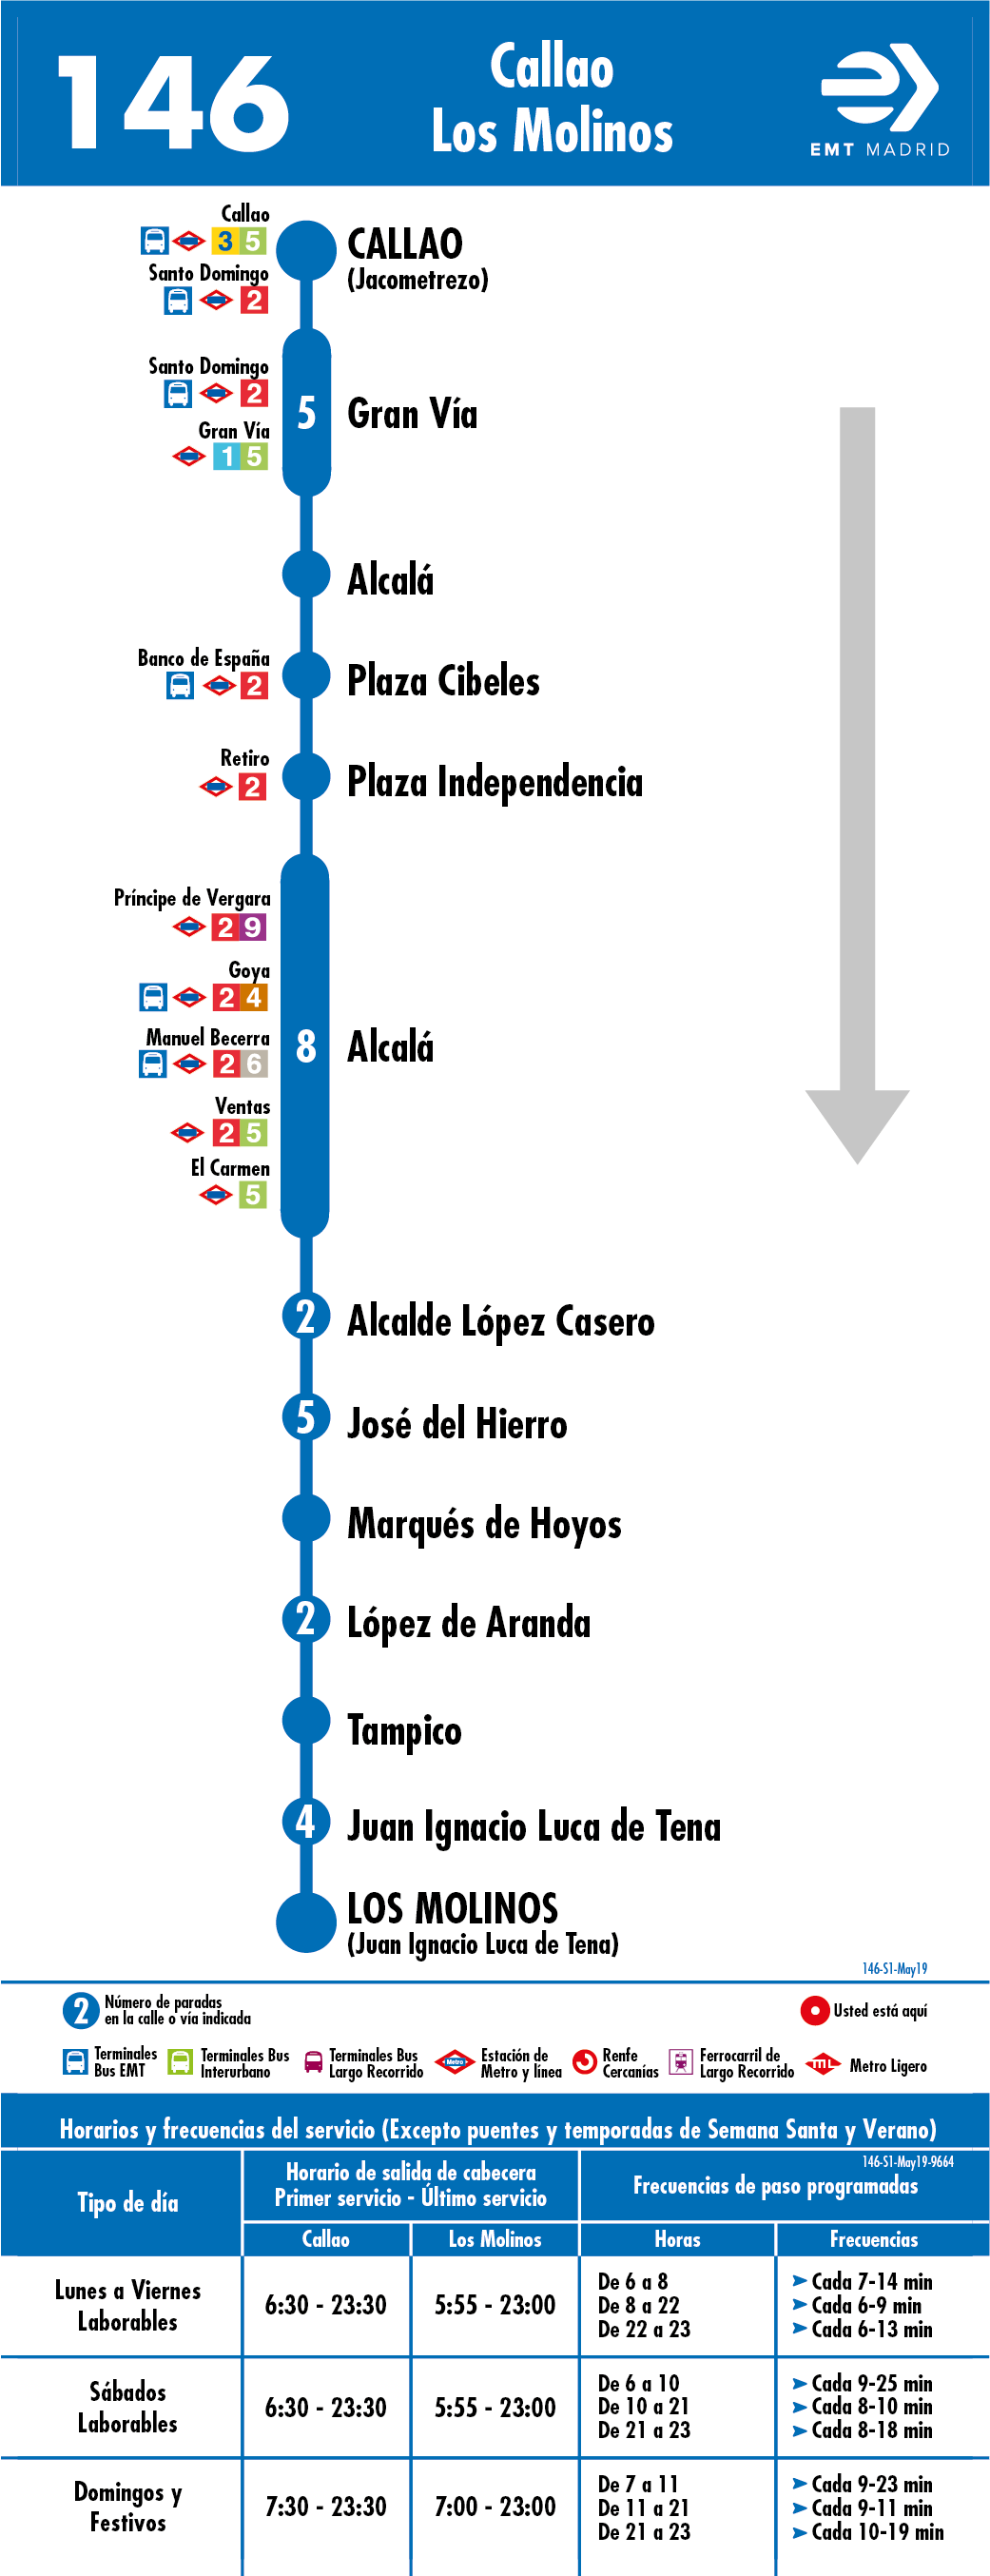 146
Callao
Los Molinos
EMT MADRID
Callao
3 5
Santo Domingo
2
CALLAO
(Jacometrezo)
Santo Domingo
2
Gran Vía
1 5
5
Gran Vía
Alcalá
Banco de España
2
Plaza Cibeles
Retiro
2
Plaza Independencia
Príncipe de Vergara
2 9
Goya
2 4
Manuel Becerra
2 6
Ventas
2 5
El Carmen
5
8
Alcalá
2
Alcalde López Casero
5
José del Hierro
Marqués de Hoyos
2
López de Aranda
Tampico
4
Juan Ignacio Luca de Tena
LOS MOLINOS
(Juan Ignacio Luca de Tena)
146-S1-May19
2
Número de paradas
en la calle o vía indicada
Usted está aquí
Terminales
Bus EMT
Terminales Bus
Interurbano
Terminales Bus
Largo Recorrido
Metro
Estación de
Metro y línea
Renfe
Cercanías
Ferrocarril de
Largo Recorrido
ML
Metro Ligero
Horarios y frecuencias del servicio (Excepto puentes y temporadas de Semana Santa y Verano)
146-S1-May19-9664
Tipo de día
Horario de salida de cabecera
Primer servicio - Último servicio
Frecuencias de paso programadas
Callao
Los Molinos
Horas
Frecuencias
Lunes a Viernes
Laborables
6:30 - 23:30
5:55 - 23:00
De 6 a 8
Cada 7-14 min
De 8 a 22
Cada 6-9 min
De 22 a 23
Cada 6-13 min
Sábados
Laborables
6:30 - 23:30
5:55 - 23:00
De 6 a 10
Cada 9-25 min
De 10 a 21
Cada 8-10 min
De 21 a 23
Cada 8-18 min
Domingos y
Festivos
7:30 - 23:30
7:00 - 23:00
De 7 a 11
Cada 9-23 min
De 11 a 21
Cada 9-11 min
De 21 a 23
Cada 10-19 min